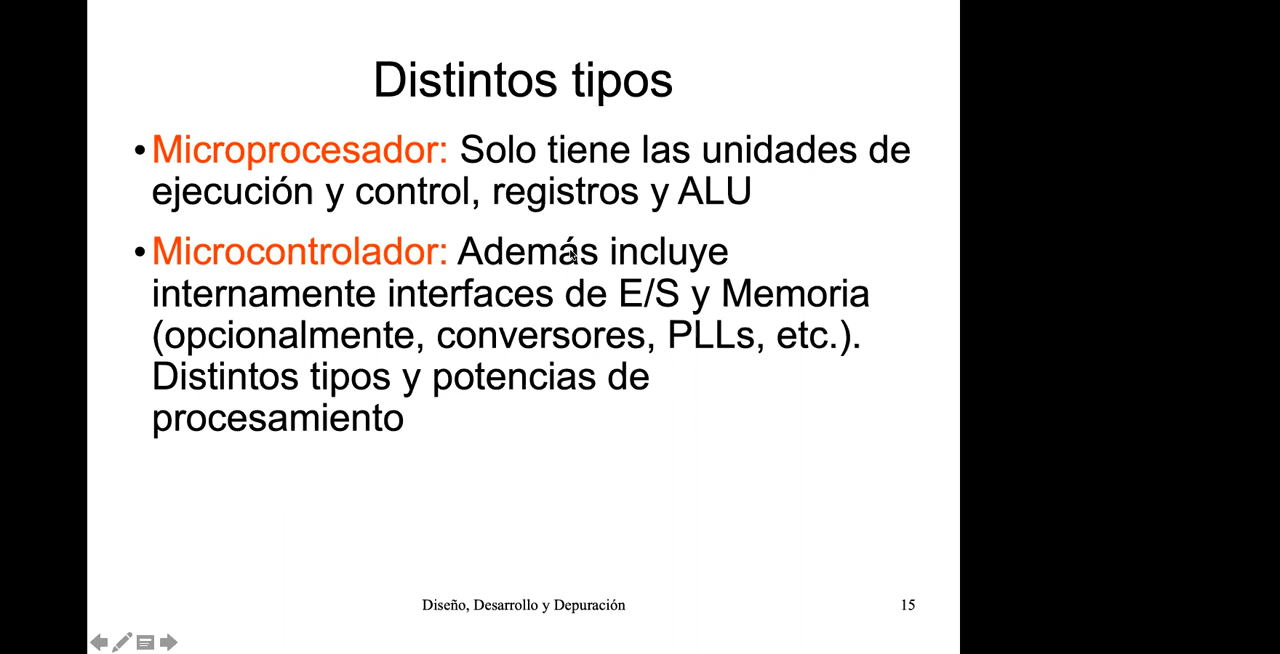 Distintos tipos
• Microprocesador: Solo tiene las unidades de
ejecución y control, registros y ALU
• Microcontrolador: Además incluye
internamente interfaces de E/S y Memoria
(opcionalmente, conversores, PLLs, etc.).
Distintos tipos y potencias de
procesamiento
Diseño, Desarrollo y Depuración
15